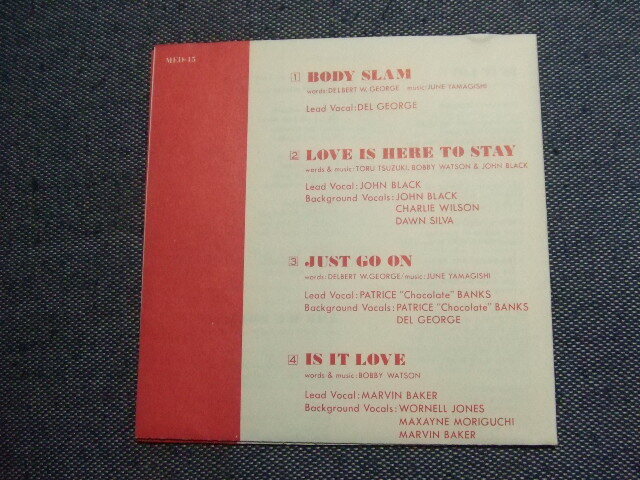 MED-15
1 BODY SLAM
words:DELBERT W. GEORGE music:JUNE YAMAGISHI
Lead Vocal:DEL GEORGE
2 LOVE IS HERE TO STAY
words & music:TORU TSUZUKI, BOBBY WATSON & JOHN BLACK
Lead Vocal:JOHN BLACK
Background Vocals:JOHN BLACK
CHARLIE WILSON
DAWN SILVA
3 JUST GO ON
words:DELBERT W.GEORGE/music:JUNE YAMAGISHI
Lead Vocal:PATRICE "Chocolate" BANKS
Background Vocals:PATRICE "Chocolate" BANKS
DEL GEORGE
4 IS IT LOVE
words & music:BOBBY WATSON
Lead Vocal:MARVIN BAKER
Background Vocals:WORNELL JONES
MAXAYNE MORIGUCHI
MARVIN BAKER